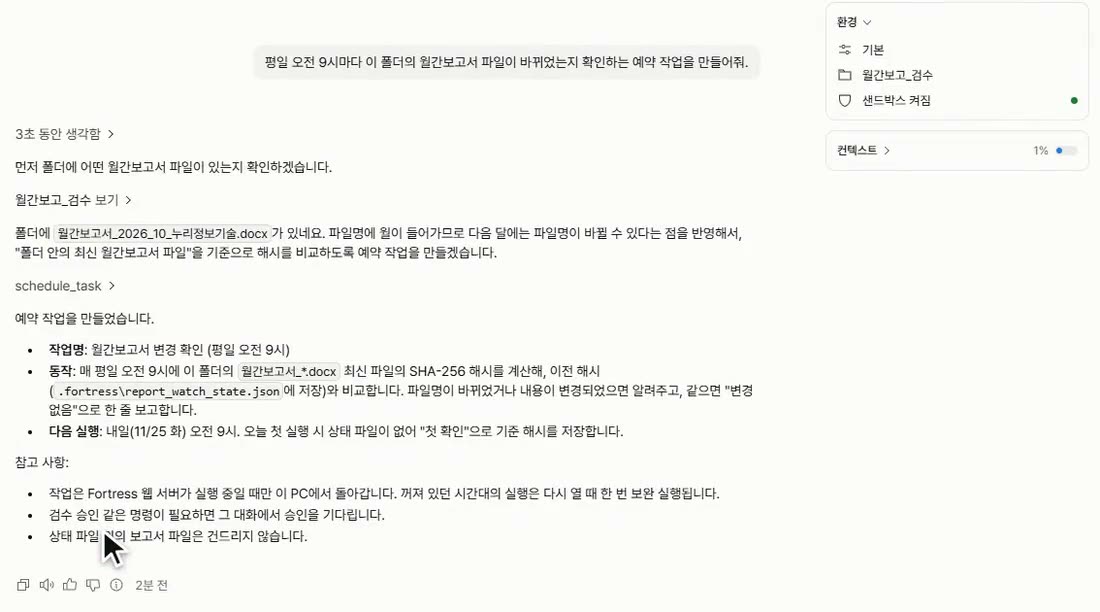 환경
기본
월간보고_검수
샌드박스 켜짐
컨텍스트
1%
평일 오전 9시마다 이 폴더의 월간보고서 파일이 바뀌었는지 확인하는 예약 작업을 만들어줘.
3초 동안 생각함
먼저 폴더에 어떤 월간보고서 파일이 있는지 확인하겠습니다.
월간보고_검수 보기
폴더에 월간보고서_2026_10_누리정보기술.docx가 있네요. 파일명에 월이 들어가므로 다음 달에는 파일명이 바뀔 수 있다는 점을 반영해서,
"폴더 안의 최신 월간보고서 파일"을 기준으로 해시를 비교하도록 예약 작업을 만들겠습니다.
schedule_task
예약 작업을 만들었습니다.
• 작업명: 월간보고서 변경 확인 (평일 오전 9시)
• 동작: 매 평일 오전 9시에 이 폴더의 월간보고서_*.docx 최신 파일의 SHA-256 해시를 계산해, 이전 해시
(.fortress\report_watch_state.json에 저장)와 비교합니다. 파일명이 바뀌었거나 내용이 변경되었으면 알려주고, 같으면 "변경
없음"으로 한 줄 보고합니다.
• 다음 실행: 내일(11/25 화) 오전 9시. 오늘 첫 실행 시 상태 파일이 없어 "첫 확인"으로 기준 해시를 저장합니다.
참고 사항:
• 작업은 Fortress 웹 서버가 실행 중일 때만 이 PC에서 돌아갑니다. 꺼져 있던 시간대의 실행은 다시 열 때 한 번 보완 실행됩니다.
• 검수 승인 같은 명령이 필요하면 그 대화에서 승인을 기다립니다.
• 상태 파일 보고서 파일은 건드리지 않습니다.
2분 전